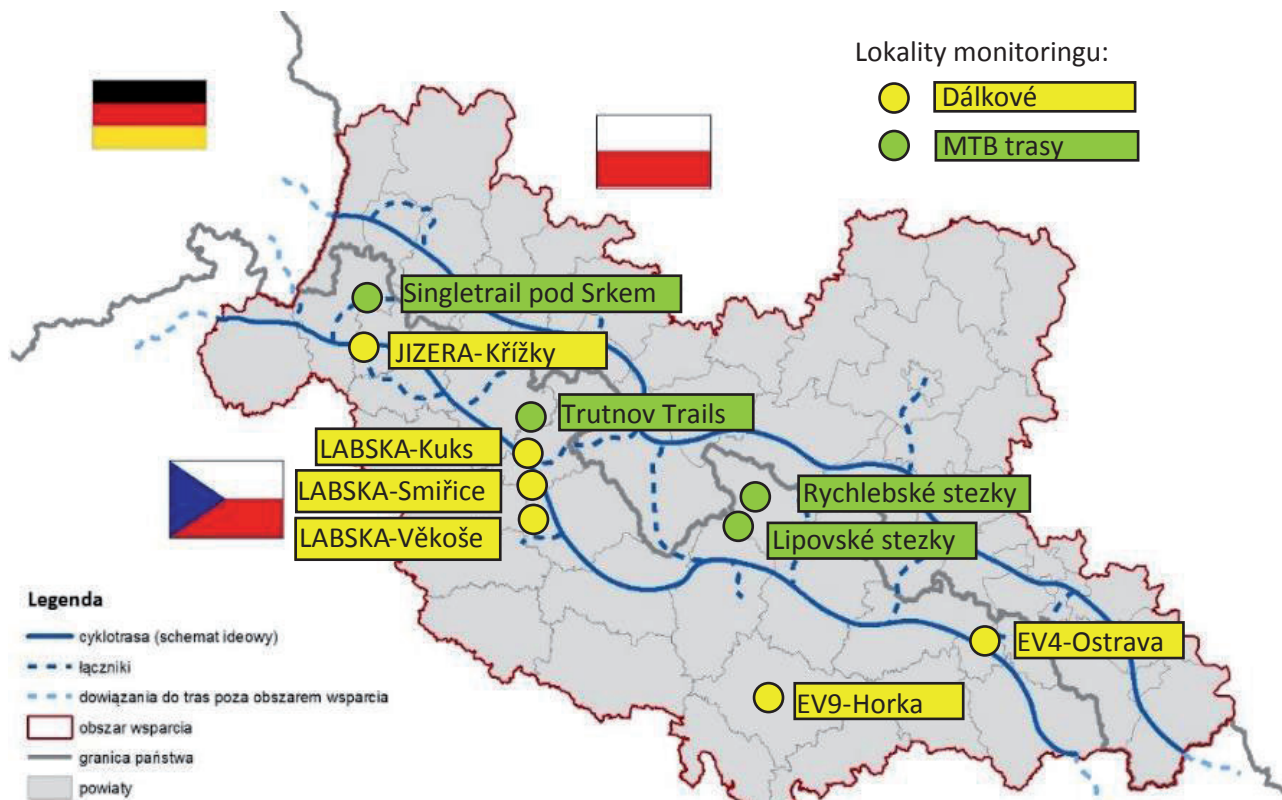 Lokality monitoringu:
Dálkové
MTB trasy
Singletrail pod Srkem
JIZERA-Křížky
Trutnov Trails
LABSKA-Kuks
LABSKA-Smiřice
LABSKA-Věkoše
Rychlebské stezky
Lipovské stezky
EV4-Ostrava
EV9-Horka
Legenda
cyklotrasa (schemat ideowy)
łączniki
dowiązania do tras poza obszarem wsparcia
obszar wsparcia
granica państwa
powiaty